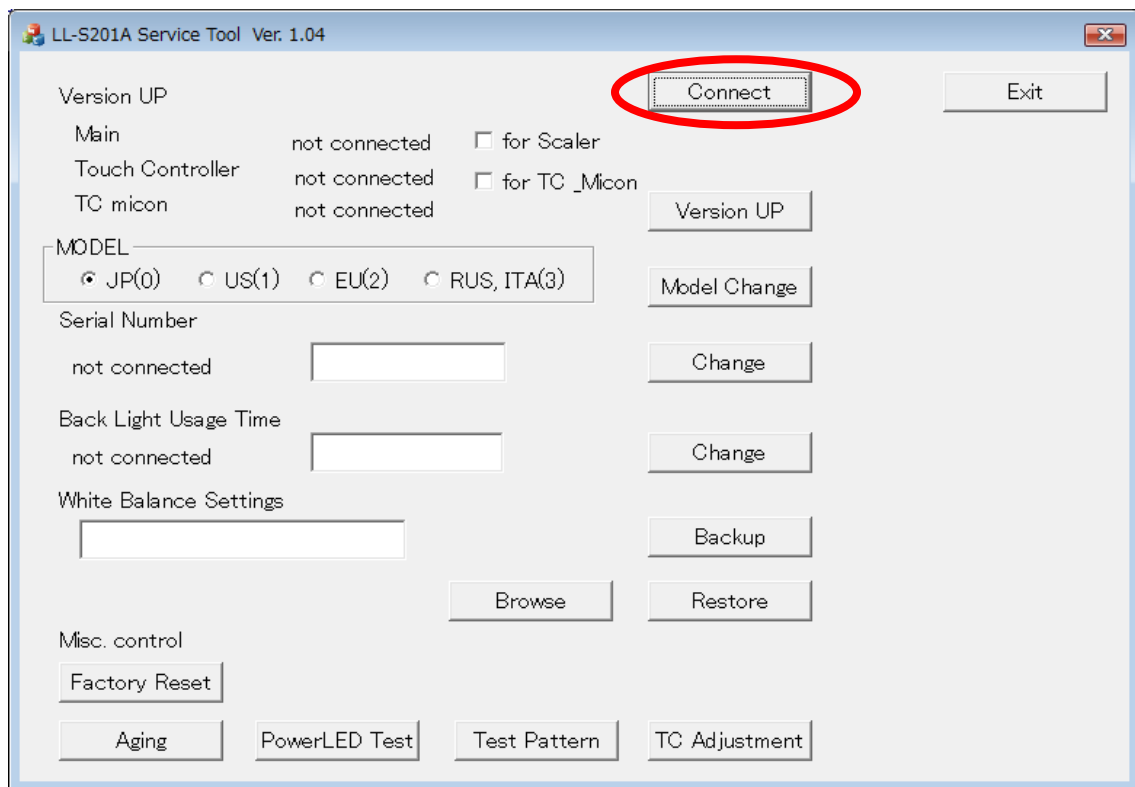 LL-S201A Service Tool Ver. 1.04
Version UP
Connect
Exit
Main
not connected
for Scaler
Touch Controller
not connected
for TC _Micon
TC micon
not connected
Version UP
MODEL
JP(0) US(1) EU(2) RUS, ITA(3)
Model Change
Serial Number
not connected
Change
Back Light Usage Time
not connected
Change
White Balance Settings
Backup
Browse
Restore
Misc. control
Factory Reset
Aging
PowerLED Test
Test Pattern
TC Adjustment